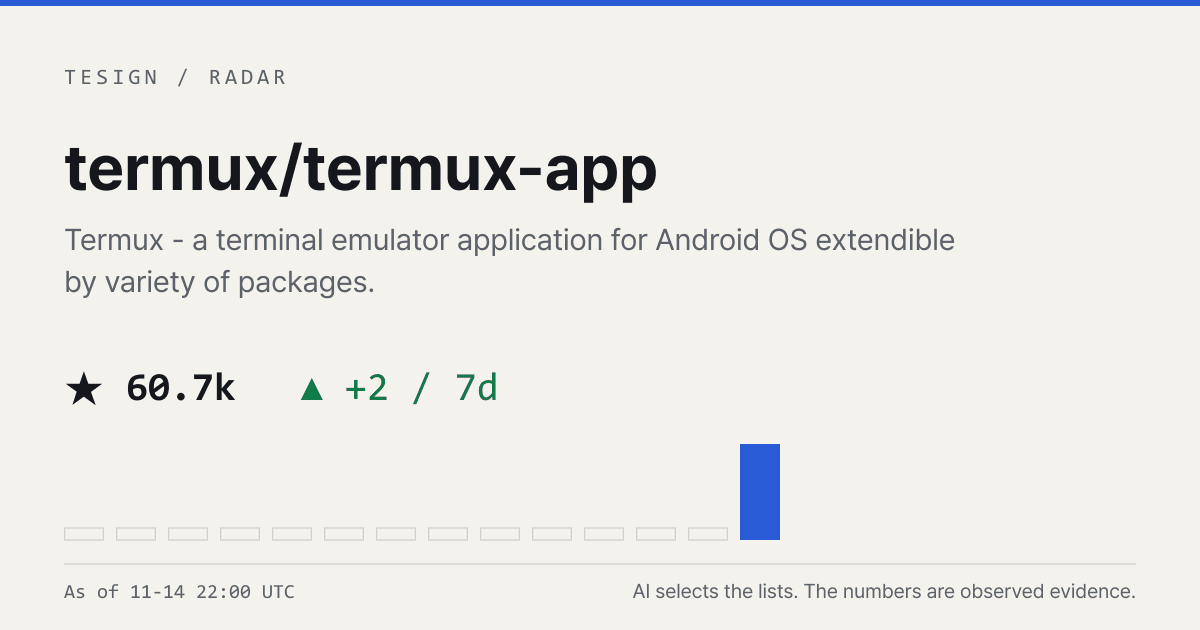 TESIGN / RADAR
termux/termux-app
Termux - a terminal emulator application for Android OS extendible
by variety of packages.
★ 60.7k ▲ +2 / 7d
As of 11-14 22:00 UTC
AI selects the lists. The numbers are observed evidence.